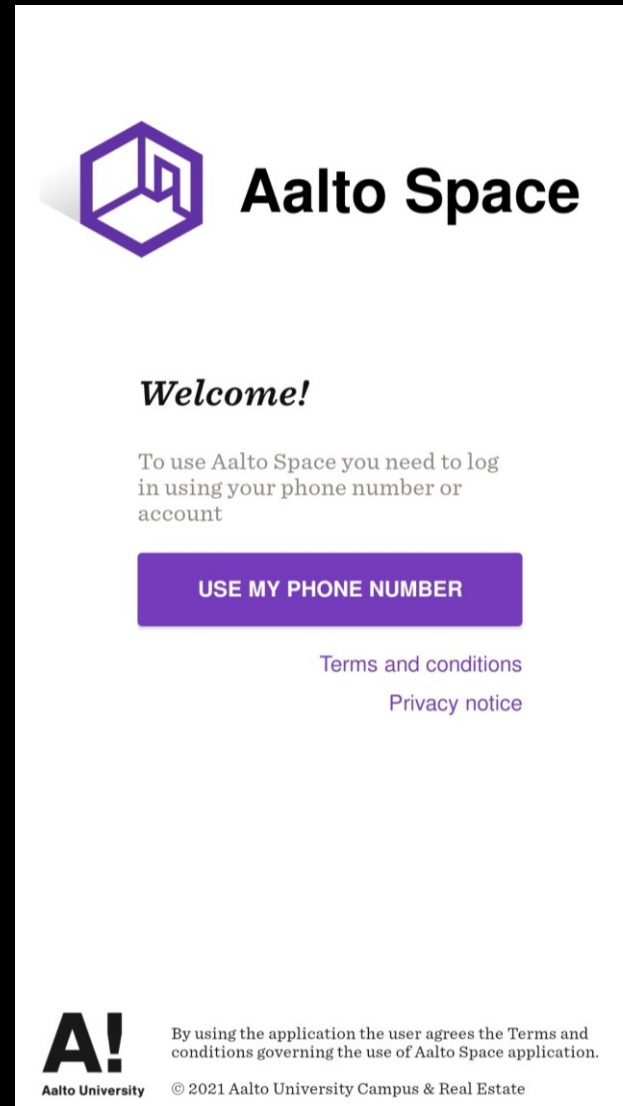 Aalto Space
Welcome!
To use Aalto Space you need to log
in using your phone number or
account
USE MY PHONE NUMBER
Terms and conditions
Privacy notice
A!
Aalto University
By using the application the user agrees the Terms and
conditions governing the use of Aalto Space application.
© 2021 Aalto University Campus & Real Estate